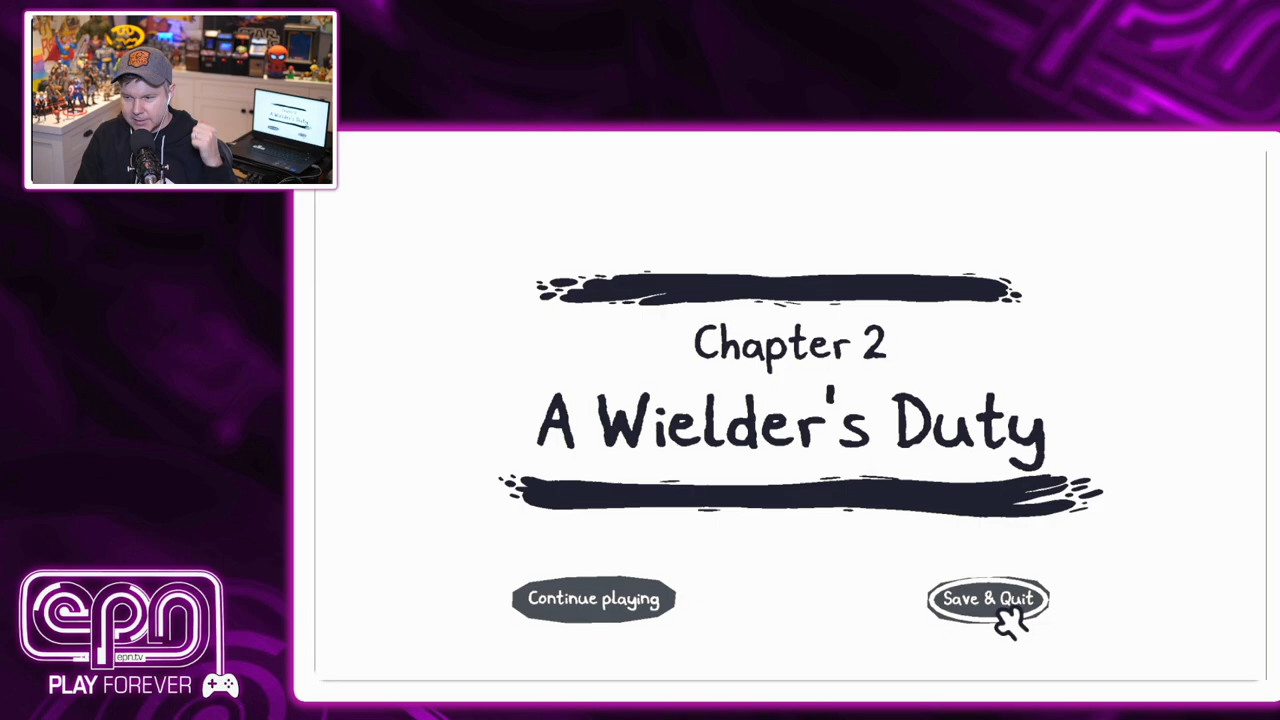 Chapter 2
A Wielder's Duty
Continue playing
Save & Quit
epn
epn.tv
PLAY FOREVER